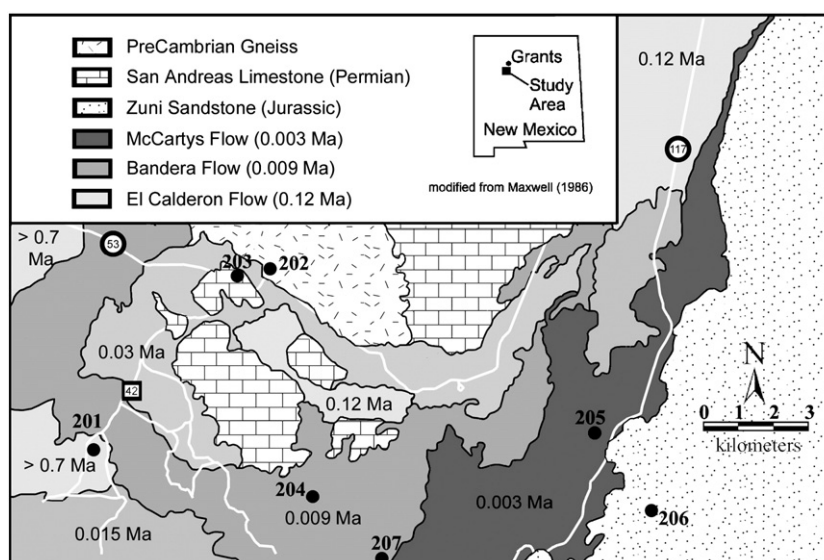 PreCambrian Gneiss
San Andreas Limestone (Permian)
Zuni Sandstone (Jurassic)
McCartys Flow (0.003 Ma)
Bandera Flow (0.009 Ma)
El Calderon Flow (0.12 Ma)
Grants
Study
Area
New Mexico
modified from Maxwell (1986)
0.12 Ma
117
> 0.7
Ma
53
203
202
0.03 Ma
42
0.12 Ma
201
> 0.7 Ma
0.015 Ma
204
0.009 Ma
207
205
0.003 Ma
206
N
0 1 2 3
kilometers